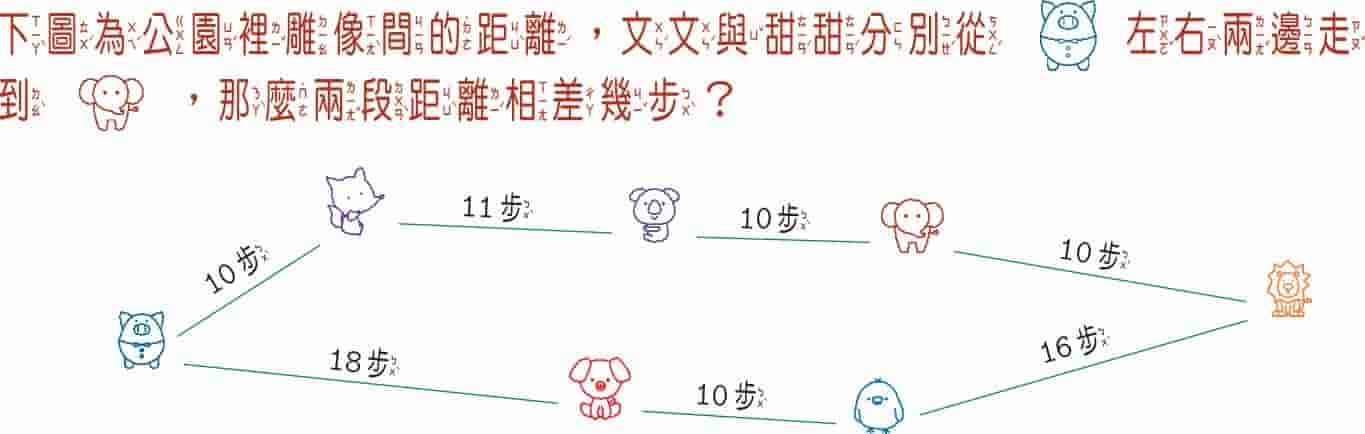 下圖為公園裡雕像間的距離，文文與甜甜分別從 左右兩邊走
到 ，那麼兩段距離相差幾步？
11步
10步
10步
10步
18步
10步
16步